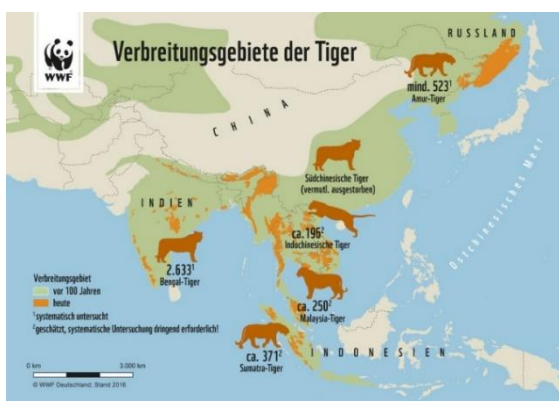 WWF
Verbreitungsgebiete der Tiger
RUSSLAND
mind. 523¹
Amur-Tiger
CHINA
Südchinesische Tiger
(vermutl. ausgestorben)
INDIEN
ca. 196²
Indochinesische Tiger
2.633¹
Bengal-Tiger
Ostchinesisches Meer
ca. 250²
Malaysia-Tiger
ca. 371²
Sumatra-Tiger
INDONESIEN
Verbreitungsgebiet
vor 100 Jahren
heute
¹systematisch untersucht
²geschätzt, systematische Untersuchung dringend erforderlich!
0 km 3.000 km
© WWF Deutschland, Stand 2016